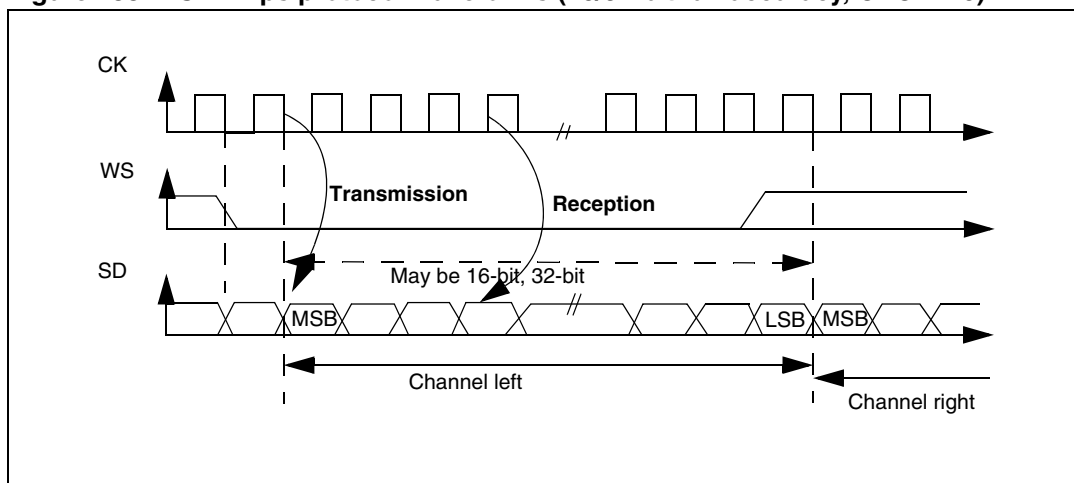 CK
WS
Transmission
Reception
SD
May be 16-bit, 32-bit
MSB
LSB
MSB
Channel left
Channel right